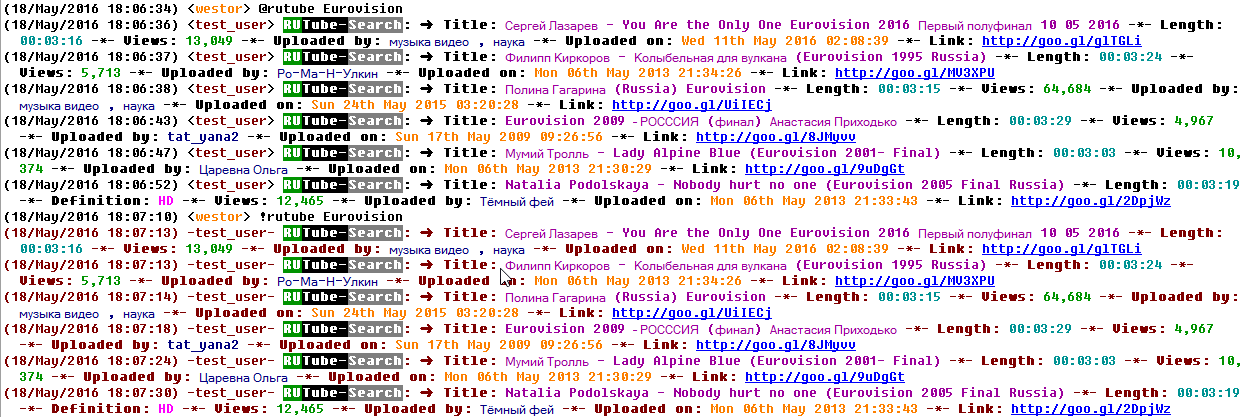 (18/May/2016 18:06:34) <westor> @rutube Eurovision
(18/May/2016 18:06:36) <test_user> RUTube-Search: → Title: Сергей Лазарев - You Are the Only One Eurovision 2016 Первый полуфинал 10 05 2016 -*- Length:
00:03:16 -*- Views: 13,049 -*- Uploaded by: музыка видео , наука -*- Uploaded on: Wed 11th May 2016 02:08:39 -*- Link: http://goo.gl/glTGLi
(18/May/2016 18:06:37) <test_user> RUTube-Search: → Title: Филипп Киркоров - Колыбельная для вулкана (Eurovision 1995 Russia) -*- Length: 00:03:24 -*-
Views: 5,713 -*- Uploaded by: Ро-Ма-Н-Улкин -*- Uploaded on: Mon 06th May 2013 21:34:26 -*- Link: http://goo.gl/MV3XPU
(18/May/2016 18:06:38) <test_user> RUTube-Search: → Title: Полина Гагарина (Russia) Eurovision -*- Length: 00:03:15 -*- Views: 64,684 -*- Uploaded by:
музыка видео , наука -*- Uploaded on: Sun 24th May 2015 03:20:28 -*- Link: http://goo.gl/UiIECj
(18/May/2016 18:06:43) <test_user> RUTube-Search: → Title: Eurovision 2009 -РОСССИЯ (финал) Анастасия Приходько -*- Length: 00:03:29 -*- Views: 4,967
-*- Uploaded by: tat_yana2 -*- Uploaded on: Sun 17th May 2009 09:26:56 -*- Link: http://goo.gl/8JMyvv
(18/May/2016 18:06:47) <test_user> RUTube-Search: → Title: Мумий Тролль - Lady Alpine Blue (Eurovision 2001- Final) -*- Length: 00:03:03 -*- Views: 10,
374 -*- Uploaded by: Царевна Ольга -*- Uploaded on: Mon 06th May 2013 21:30:29 -*- Link: http://goo.gl/9uDgGt
(18/May/2016 18:06:52) <test_user> RUTube-Search: → Title: Natalia Podolskaya - Nobody hurt no one (Eurovision 2005 Final Russia) -*- Length: 00:03:19
-*- Definition: HD -*- Views: 12,465 -*- Uploaded by: Тёмный фей -*- Uploaded on: Mon 06th May 2013 21:33:43 -*- Link: http://goo.gl/2DpjWz
(18/May/2016 18:07:10) <westor> !rutube Eurovision
(18/May/2016 18:07:13) -test_user- RUTube-Search: → Title: Сергей Лазарев - You Are the Only One Eurovision 2016 Первый полуфинал 10 05 2016 -*- Length:
00:03:16 -*- Views: 13,049 -*- Uploaded by: музыка видео , наука -*- Uploaded on: Wed 11th May 2016 02:08:39 -*- Link: http://goo.gl/glTGLi
(18/May/2016 18:07:13) -test_user- RUTube-Search: → Title: Филипп Киркоров - Колыбельная для вулкана (Eurovision 1995 Russia) -*- Length: 00:03:24 -*-
Views: 5,713 -*- Uploaded by: Ро-Ма-Н-Улкин -*- Uploaded on: Mon 06th May 2013 21:34:26 -*- Link: http://goo.gl/MV3XPU
(18/May/2016 18:07:14) -test_user- RUTube-Search: → Title: Полина Гагарина (Russia) Eurovision -*- Length: 00:03:15 -*- Views: 64,684 -*- Uploaded by:
музыка видео , наука -*- Uploaded on: Sun 24th May 2015 03:20:28 -*- Link: http://goo.gl/UiIECj
(18/May/2016 18:07:18) -test_user- RUTube-Search: → Title: Eurovision 2009 -РОСССИЯ (финал) Анастасия Приходько -*- Length: 00:03:29 -*- Views: 4,967
-*- Uploaded by: tat_yana2 -*- Uploaded on: Sun 17th May 2009 09:26:56 -*- Link: http://goo.gl/8JMyvv
(18/May/2016 18:07:24) -test_user- RUTube-Search: → Title: Мумий Тролль - Lady Alpine Blue (Eurovision 2001- Final) -*- Length: 00:03:03 -*- Views: 10,
374 -*- Uploaded by: Царевна Ольга -*- Uploaded on: Mon 06th May 2013 21:30:29 -*- Link: http://goo.gl/9uDgGt
(18/May/2016 18:07:30) -test_user- RUTube-Search: → Title: Natalia Podolskaya - Nobody hurt no one (Eurovision 2005 Final Russia) -*- Length: 00:03:19
-*- Definition: HD -*- Views: 12,465 -*- Uploaded by: Тёмный фей -*- Uploaded on: Mon 06th May 2013 21:33:43 -*- Link: http://goo.gl/2DpjWz